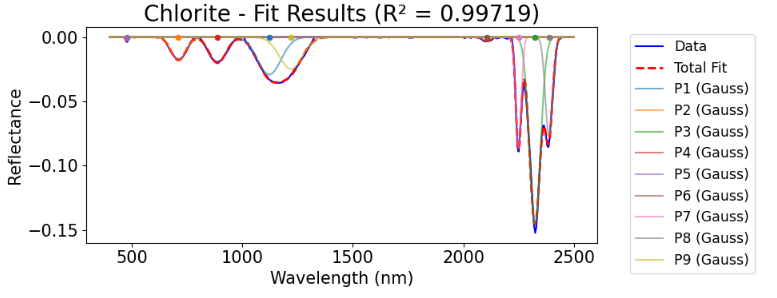 Chlorite - Fit Results (R² = 0.99719)
0.00
−0.05
−0.10
−0.15
Reflectance
500
1000
1500
2000
2500
Wavelength (nm)
Data
Total Fit
P1 (Gauss)
P2 (Gauss)
P3 (Gauss)
P4 (Gauss)
P5 (Gauss)
P6 (Gauss)
P7 (Gauss)
P8 (Gauss)
P9 (Gauss)